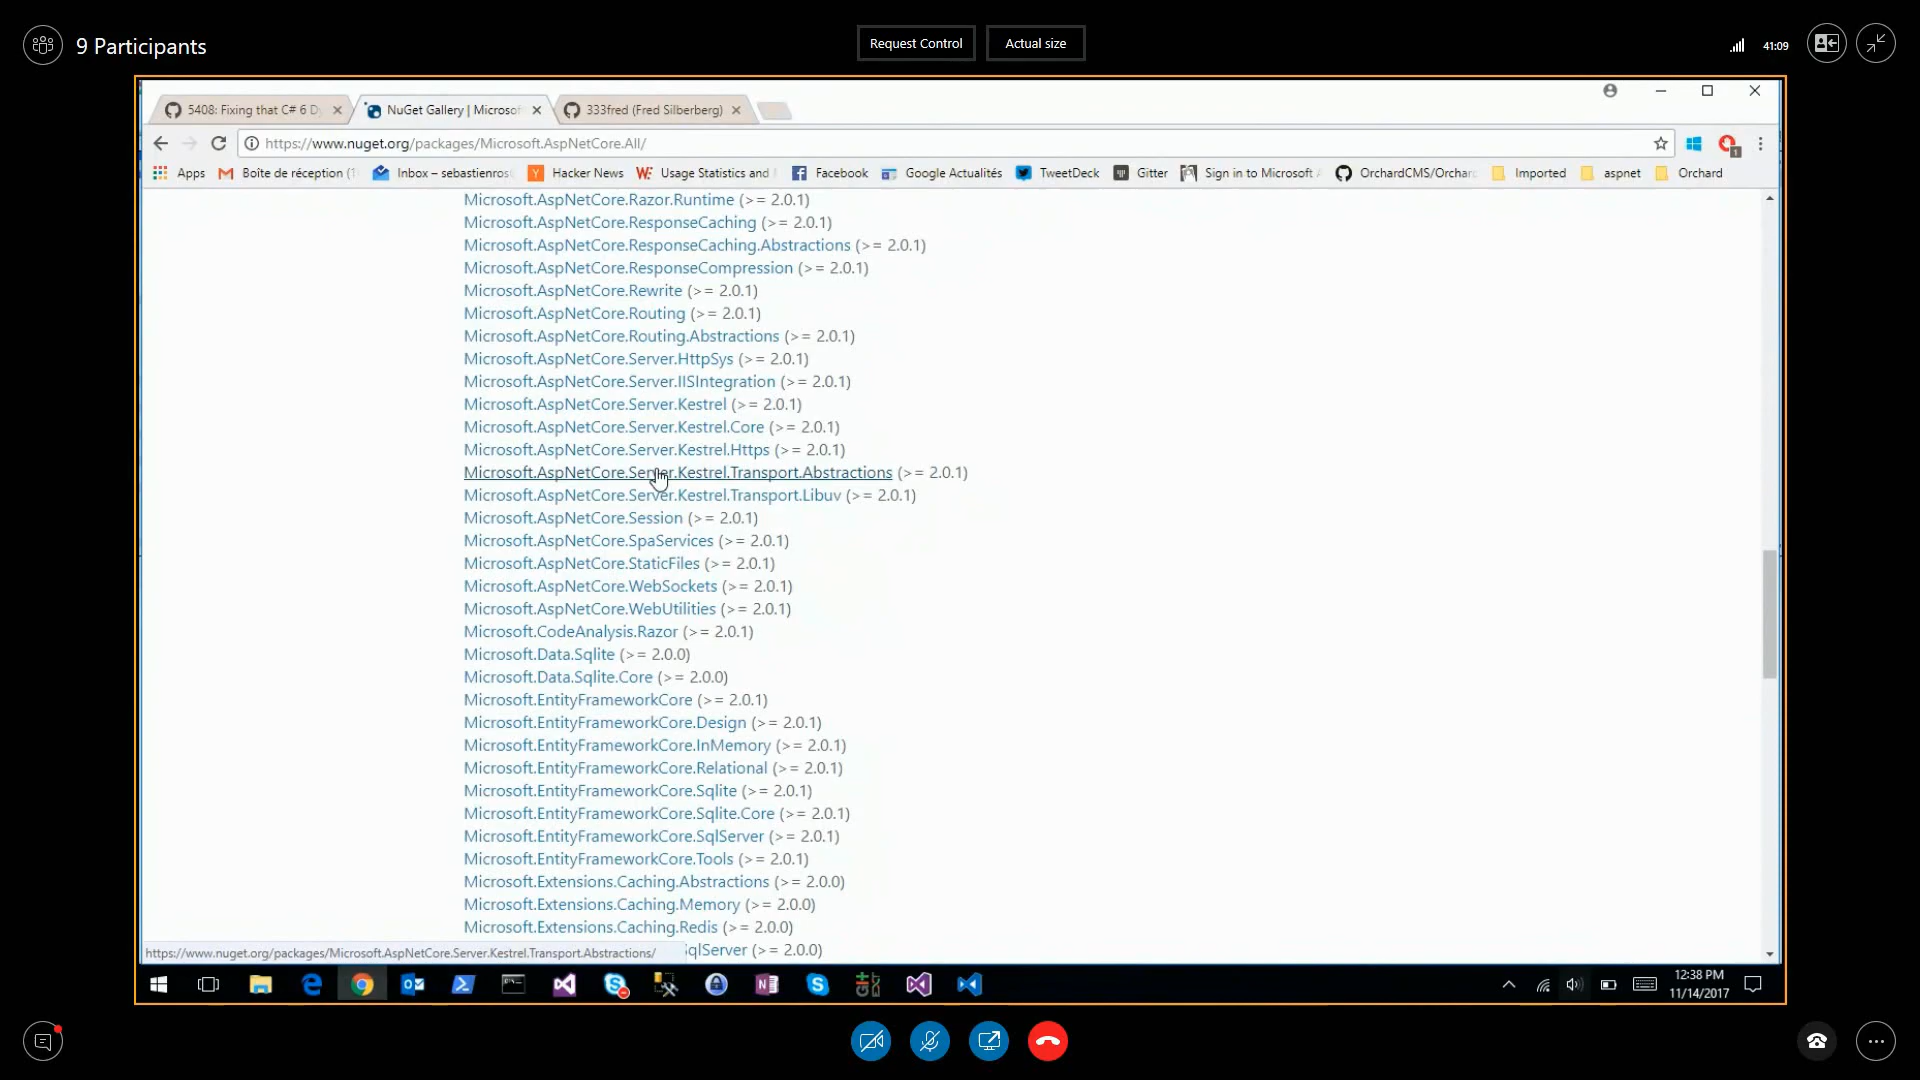 9 Participants
Request Control
Actual size
41:09
5408: Fixing that C# 6 Dy
NuGet Gallery | Microsof
333fred (Fred Silberberg)
https://www.nuget.org/packages/Microsoft.AspNetCore.All/
1
Apps
Boîte de réception (1
Inbox – sebastienros
Hacker News
Usage Statistics and
Facebook
Google Actualités
TweetDeck
Gitter
Sign in to Microsoft
OrchardCMS/Orchar
Imported
aspnet
Orchard
Microsoft.AspNetCore.Razor.Runtime (>= 2.0.1)
Microsoft.AspNetCore.ResponseCaching (>= 2.0.1)
Microsoft.AspNetCore.ResponseCaching.Abstractions (>= 2.0.1)
Microsoft.AspNetCore.ResponseCompression (>= 2.0.1)
Microsoft.AspNetCore.Rewrite (>= 2.0.1)
Microsoft.AspNetCore.Routing (>= 2.0.1)
Microsoft.AspNetCore.Routing.Abstractions (>= 2.0.1)
Microsoft.AspNetCore.Server.HttpSys (>= 2.0.1)
Microsoft.AspNetCore.Server.IISIntegration (>= 2.0.1)
Microsoft.AspNetCore.Server.Kestrel (>= 2.0.1)
Microsoft.AspNetCore.Server.Kestrel.Core (>= 2.0.1)
Microsoft.AspNetCore.Server.Kestrel.Https (>= 2.0.1)
Microsoft.AspNetCore.Server.Kestrel.Transport.Abstractions (>= 2.0.1)
Microsoft.AspNetCore.Server.Kestrel.Transport.Libuv (>= 2.0.1)
Microsoft.AspNetCore.Session (>= 2.0.1)
Microsoft.AspNetCore.SpaServices (>= 2.0.1)
Microsoft.AspNetCore.StaticFiles (>= 2.0.1)
Microsoft.AspNetCore.WebSockets (>= 2.0.1)
Microsoft.AspNetCore.WebUtilities (>= 2.0.1)
Microsoft.CodeAnalysis.Razor (>= 2.0.1)
Microsoft.Data.Sqlite (>= 2.0.0)
Microsoft.Data.Sqlite.Core (>= 2.0.0)
Microsoft.EntityFrameworkCore (>= 2.0.1)
Microsoft.EntityFrameworkCore.Design (>= 2.0.1)
Microsoft.EntityFrameworkCore.InMemory (>= 2.0.1)
Microsoft.EntityFrameworkCore.Relational (>= 2.0.1)
Microsoft.EntityFrameworkCore.Sqlite (>= 2.0.1)
Microsoft.EntityFrameworkCore.Sqlite.Core (>= 2.0.1)
Microsoft.EntityFrameworkCore.SqlServer (>= 2.0.1)
Microsoft.EntityFrameworkCore.Tools (>= 2.0.1)
Microsoft.Extensions.Caching.Abstractions (>= 2.0.0)
Microsoft.Extensions.Caching.Memory (>= 2.0.0)
Microsoft.Extensions.Caching.Redis (>= 2.0.0)
SqlServer (>= 2.0.0)
https://www.nuget.org/packages/Microsoft.AspNetCore.Server.Kestrel.Transport.Abstractions/
12:38 PM
11/14/2017